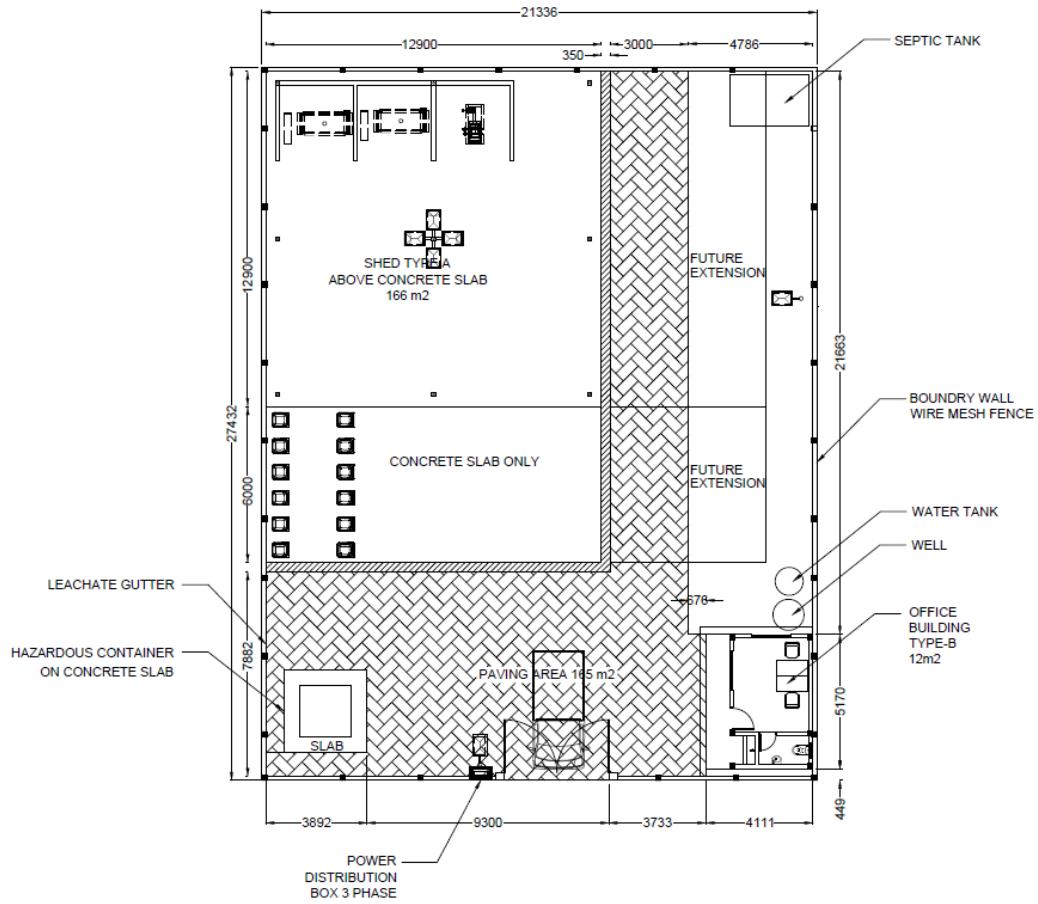 21336
12900
3000
4786
350
SEPTIC TANK
12900
SHED TYPE A
ABOVE CONCRETE SLAB
166 m2
FUTURE
EXTENSION
27432
21663
BOUNDRY WALL
WIRE MESH FENCE
6000
CONCRETE SLAB ONLY
FUTURE
EXTENSION
WATER TANK
WELL
LEACHATE GUTTER
676
OFFICE
BUILDING
TYPE-B
12m2
HAZARDOUS CONTAINER
ON CONCRETE SLAB
7882
PAVING AREA 165 m2
5170
SLAB
449
3892
9300
3733
4111
POWER
DISTRIBUTION
BOX 3 PHASE